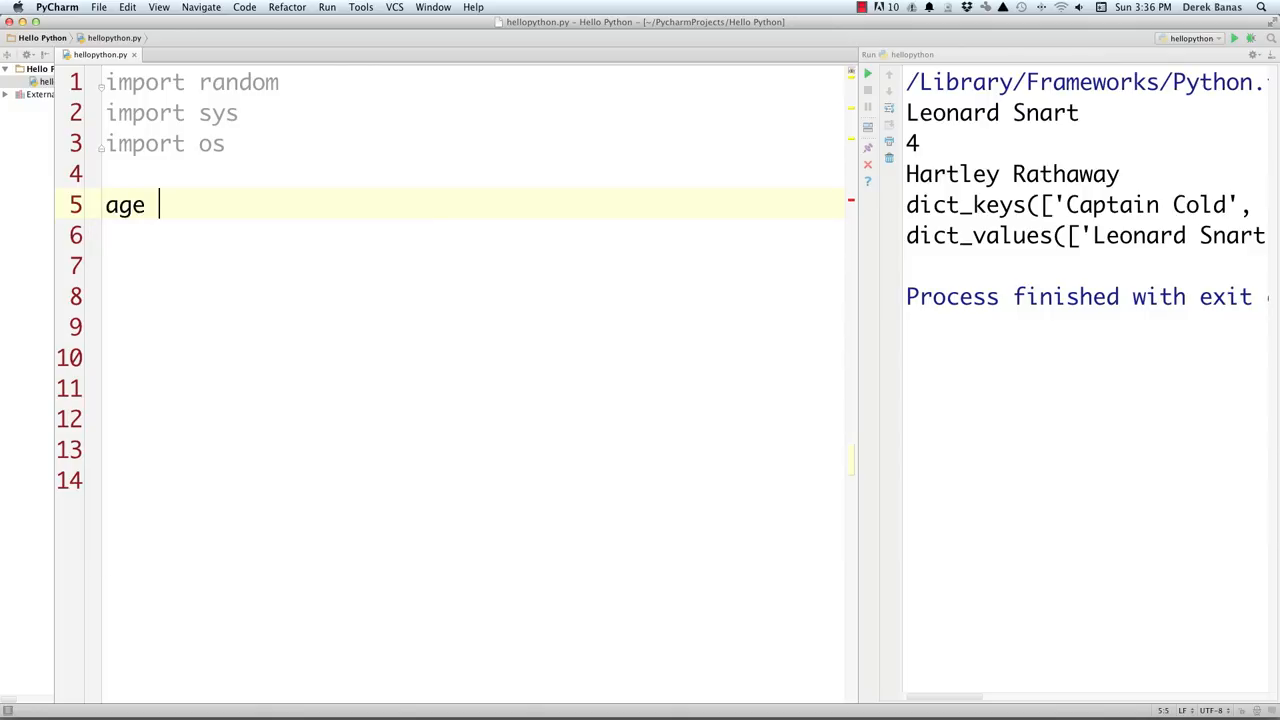 PyCharm File Edit View Navigate Code Refactor Run Tools VCS Window Help 10 Sun 3:36 PM Derek Banas
hellopython.py – Hello Python – [~/PycharmProjects/Hello Python]
Hello Python hellopython.py hellopython
hellopython.py Run hellopython
Hello P
hell
Externa
1 import random
2 import sys
3 import os
4
5 age
6
7
8
9
10
11
12
13
14
/Library/Frameworks/Python.
Leonard Snart
4
Hartley Rathaway
dict_keys(['Captain Cold',
dict_values(['Leonard Snart
Process finished with exit
5:5 LF UTF-8